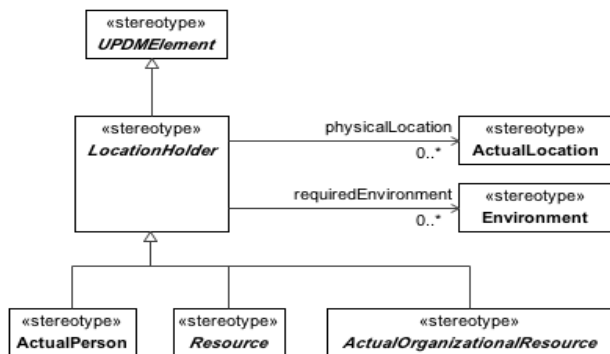 «stereotype»
UPDMElement
«stereotype»
LocationHolder
physicalLocation
0..*
«stereotype»
ActualLocation
requiredEnvironment
0..*
«stereotype»
Environment
«stereotype»
ActualPerson
«stereotype»
Resource
«stereotype»
ActualOrganizationalResource